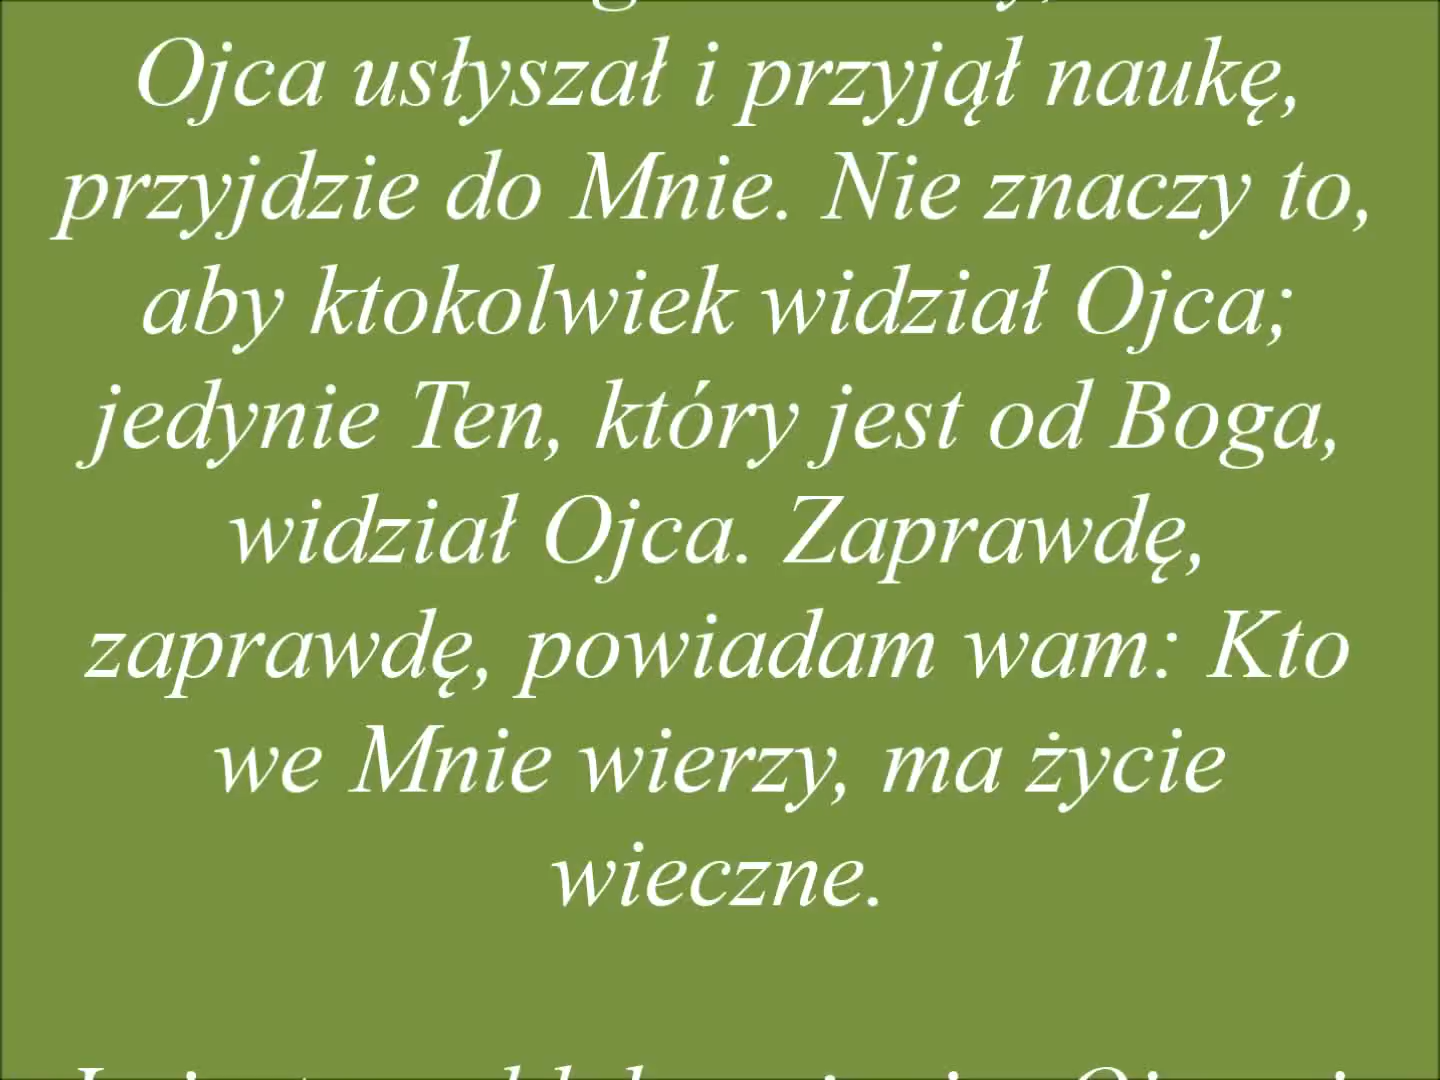 Ojca usłyszał i przyjął naukę,
przyjdzie do Mnie. Nie znaczy to,
aby ktokolwiek widział Ojca;
jedynie Ten, który jest od Boga,
widział Ojca. Zaprawdę,
zaprawdę, powiadam wam: Kto
we Mnie wierzy, ma życie
wieczne.